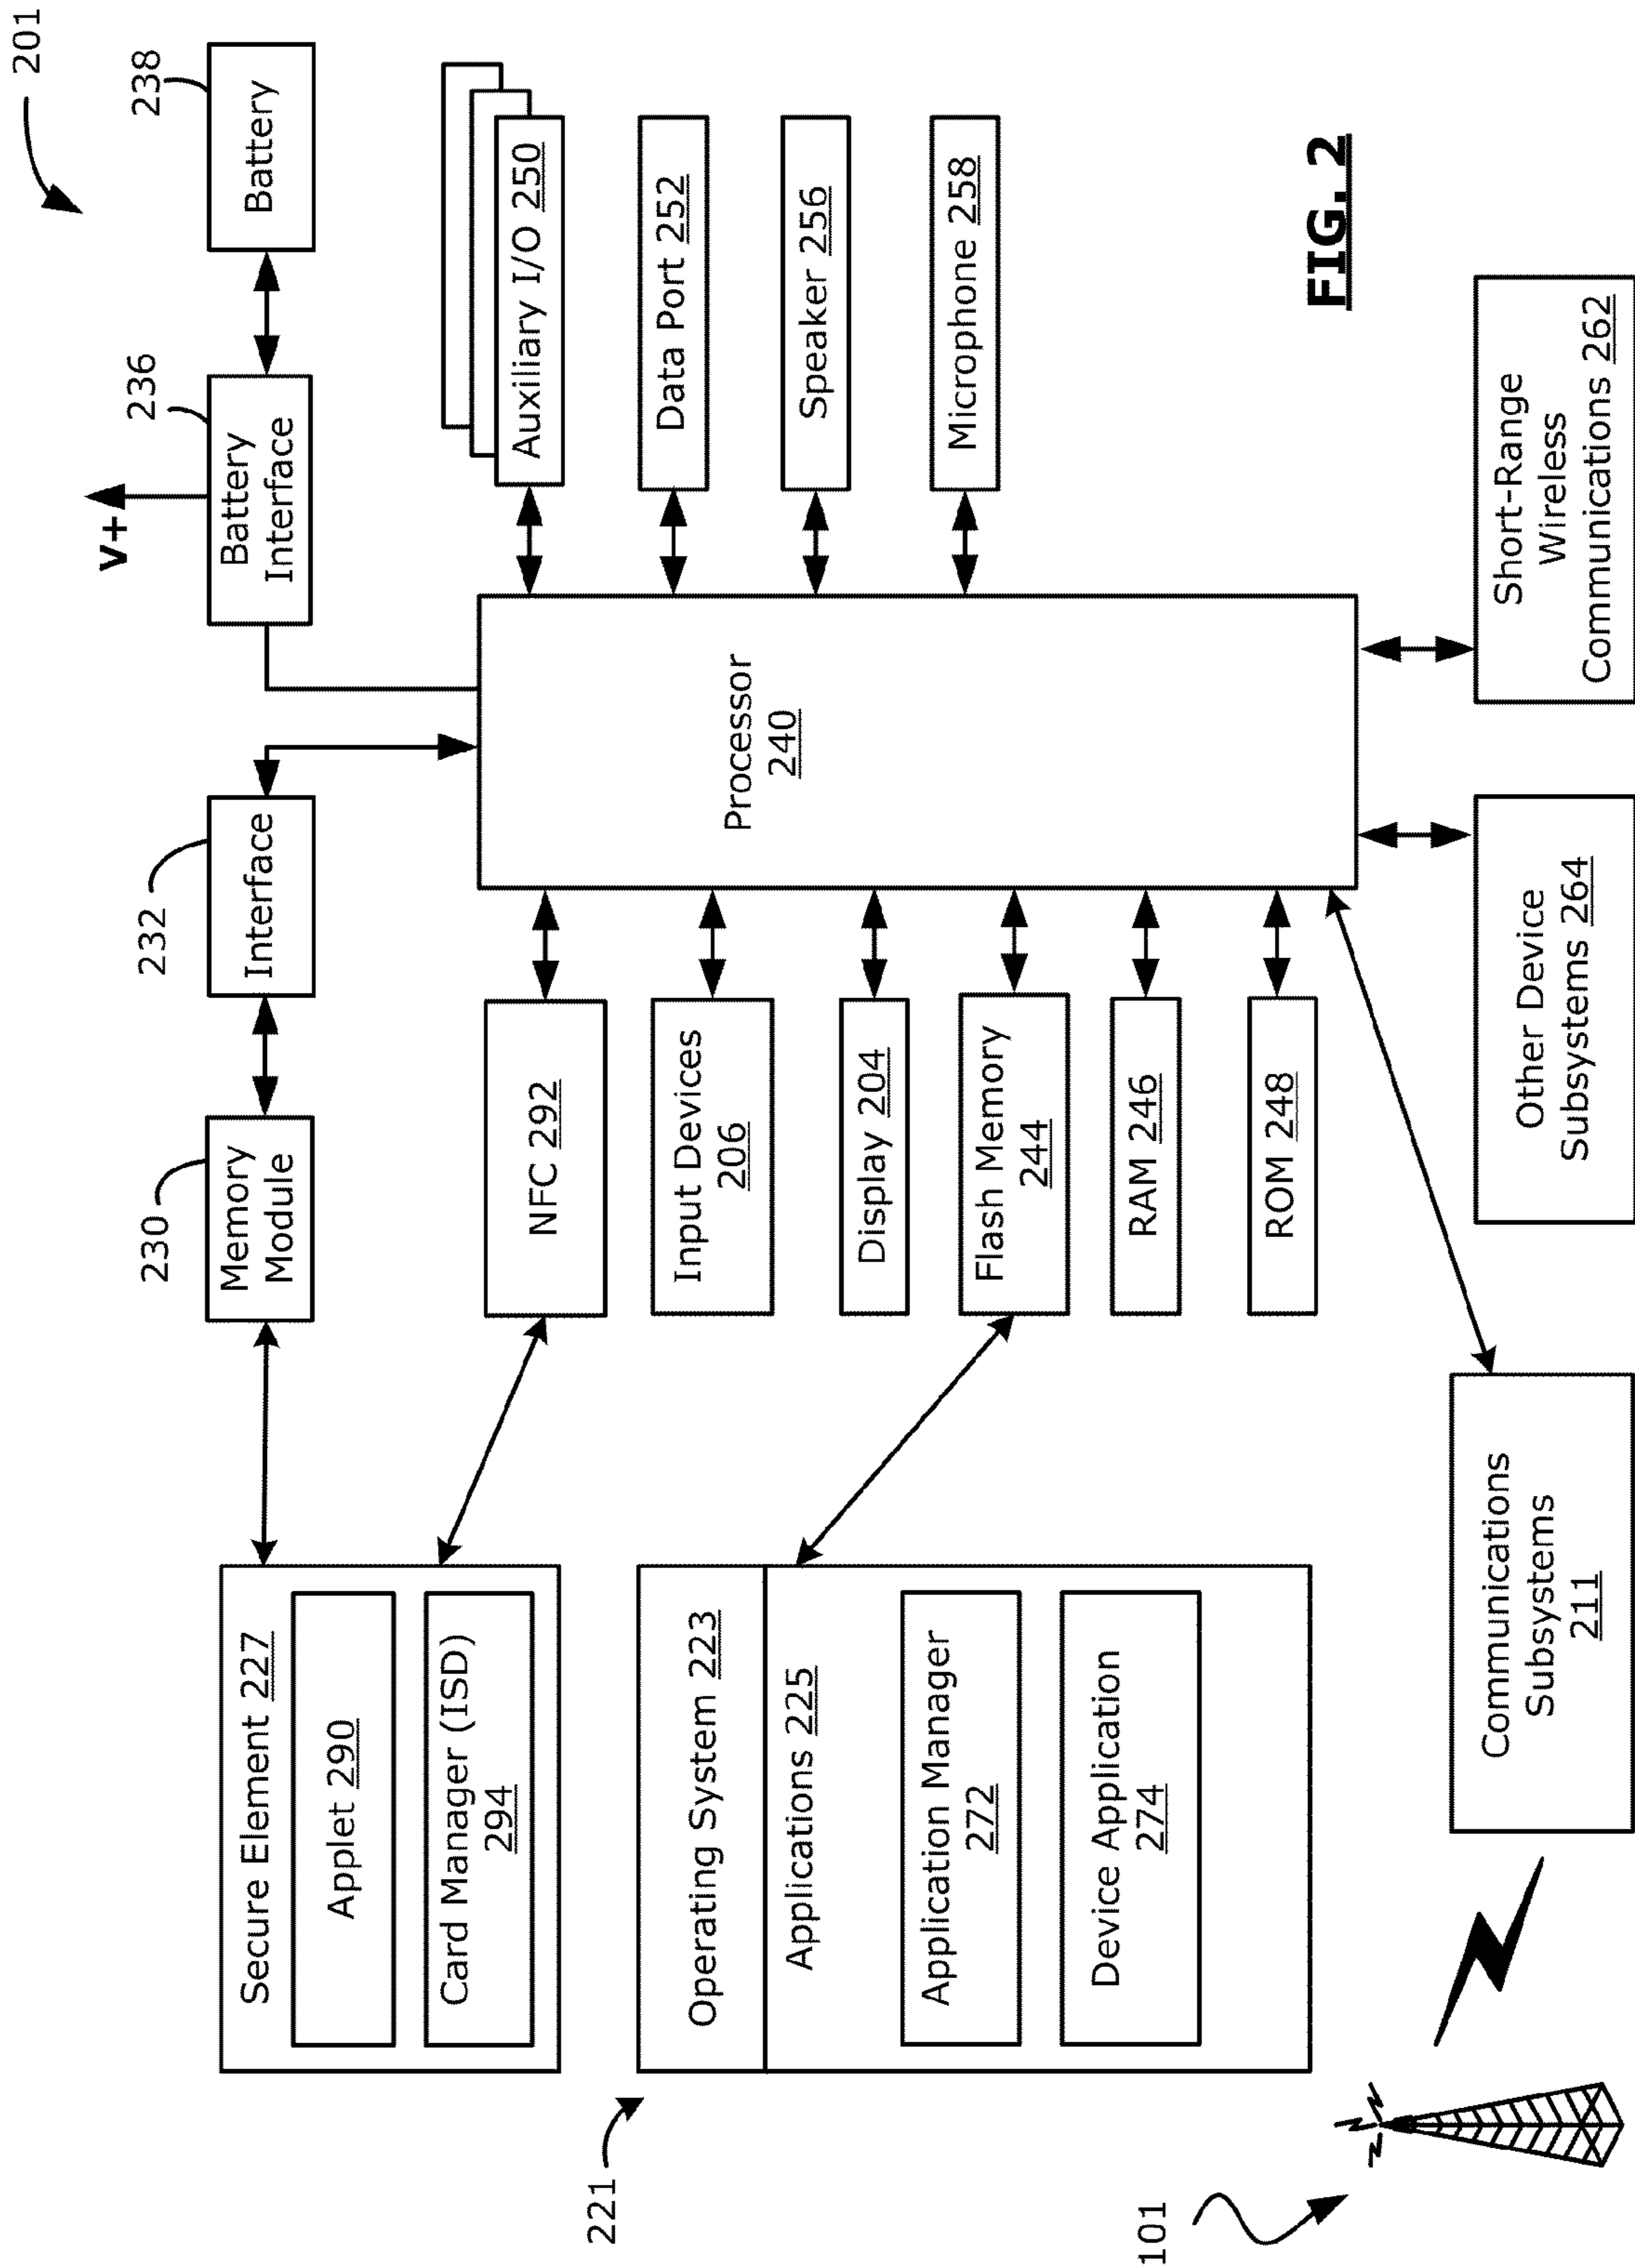 201
V+
230
232
236
238
Memory
Module
Interface
Battery
Interface
Battery
Secure Element 227
Applet 290
Card Manager (ISD)
294
NFC 292
Input Devices
206
Display 204
Flash Memory
244
RAM 246
ROM 248
Processor
240
Auxiliary I/O 250
Data Port 252
Speaker 256
Microphone 258
221
Operating System 223
Applications 225
Application Manager
272
Device Application
274
101
Communications
Subsystems
211
Other Device
Subsystems 264
Short-Range
Wireless
Communications 262
FIG. 2